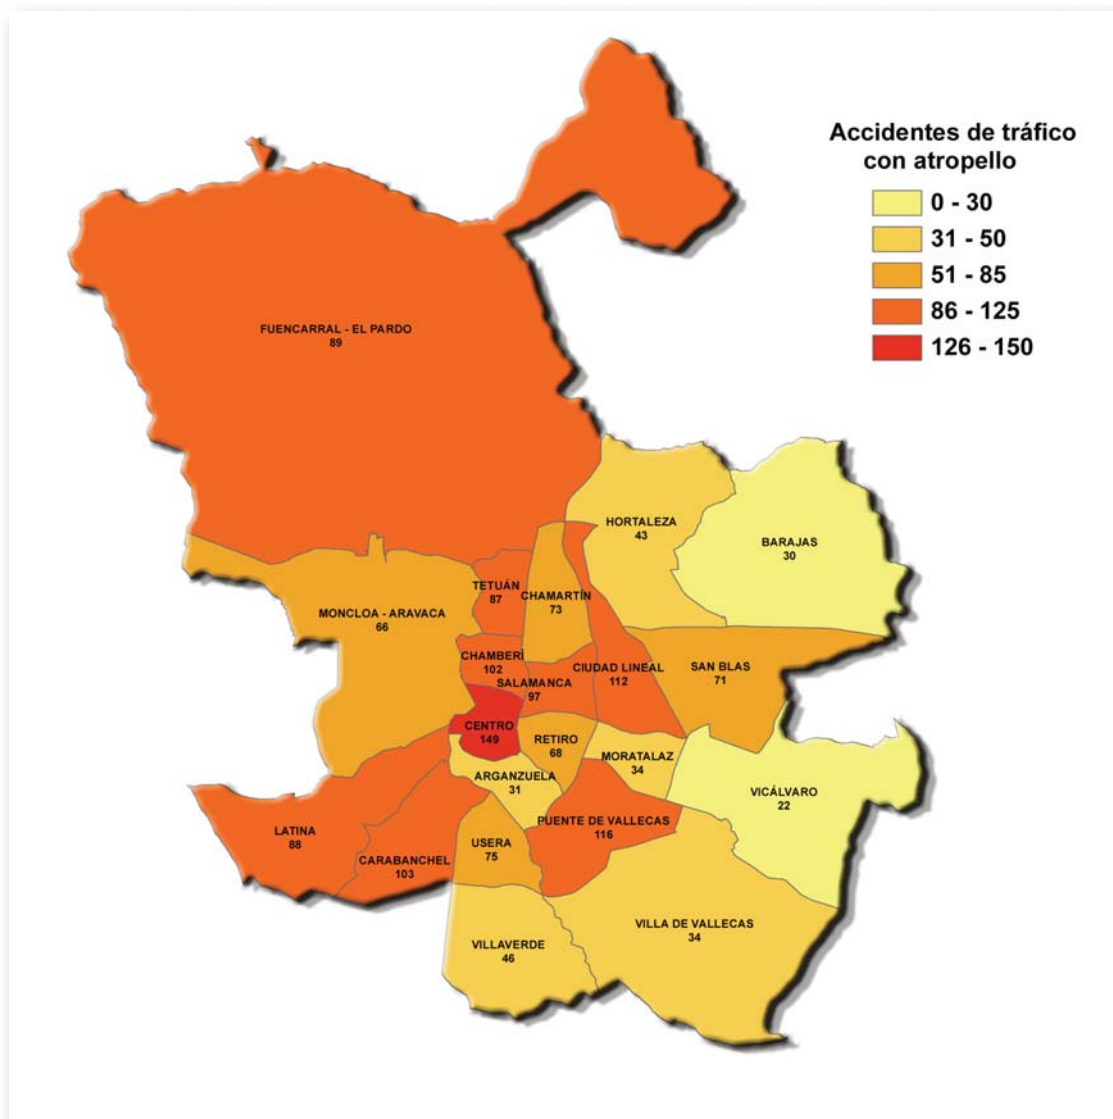 Accidentes de tráfico
con atropello
0 - 30
31 - 50
51 - 85
86 - 125
126 - 150
FUENCARRAL - EL PARDO
89
HORTALEZA
43
BARAJAS
30
TETUÁN
87
CHAMARTÍN
73
MONCLOA - ARAVACA
66
CHAMBERÍ
102
SALAMANCA
97
CIUDAD LINEAL
112
SAN BLAS
71
CENTRO
149
RETIRO
68
MORATALAZ
34
ARGANZUELA
31
VICÁLVARO
22
LATINA
88
CARABANCHEL
103
USERA
75
PUENTE DE VALLECAS
116
VILLA DE VALLECAS
34
VILLAVERDE
46